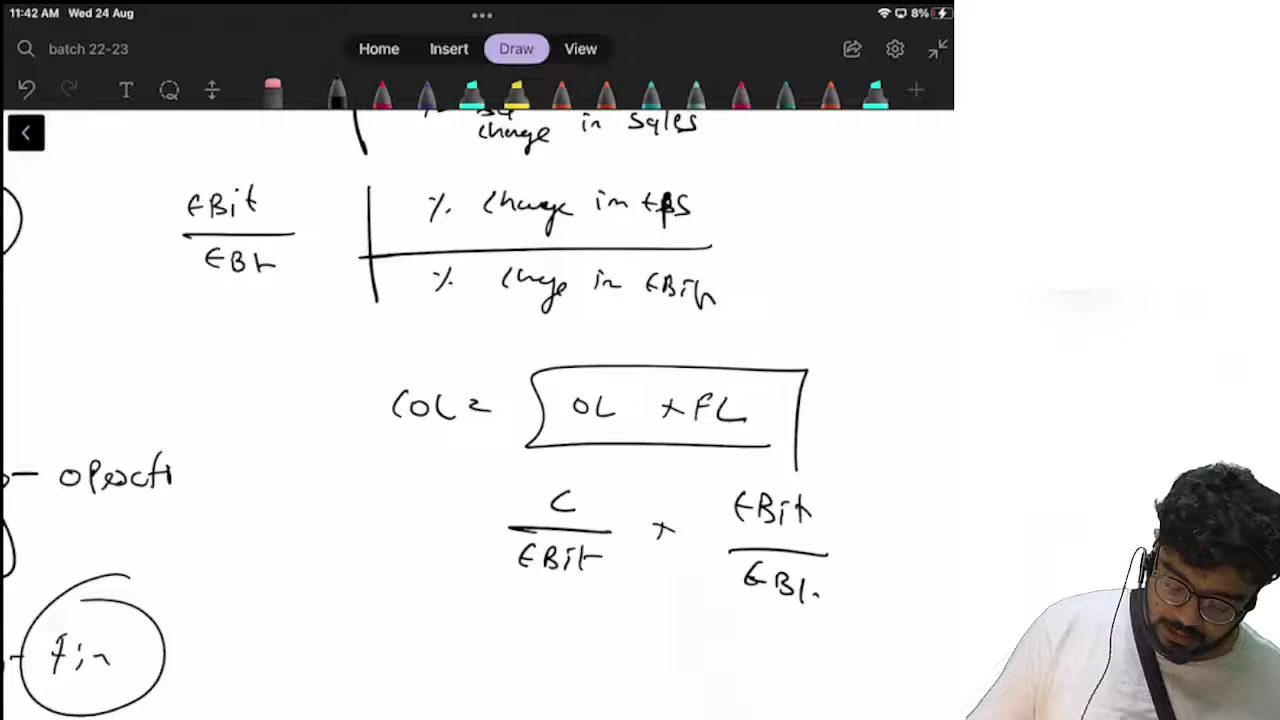 11:42 AM Wed 24 Aug
8%
batch 22-23
Home Insert Draw View
T
change in sales
EBit
% change in EPS
EBT
% change in EBit
COL = OL × FL
operati
C
EBit
×
EBit
EBt
Fin